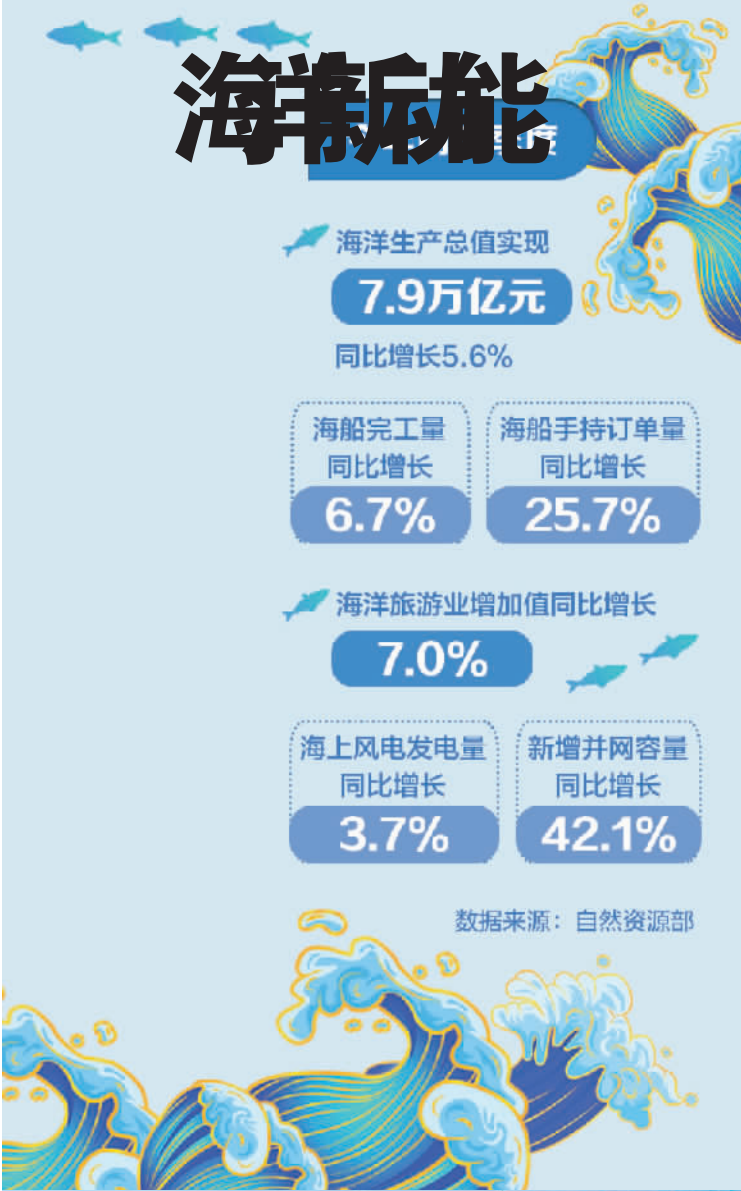 海洋新动能
季度
海洋生产总值实现
7.9万亿元
同比增长5.6%
海船完工量
同比增长
6.7%
海船手持订单量
同比增长
25.7%
海洋旅游业增加值同比增长
7.0%
海上风电发电量
同比增长
3.7%
新增并网容量
同比增长
42.1%
数据来源：自然资源部